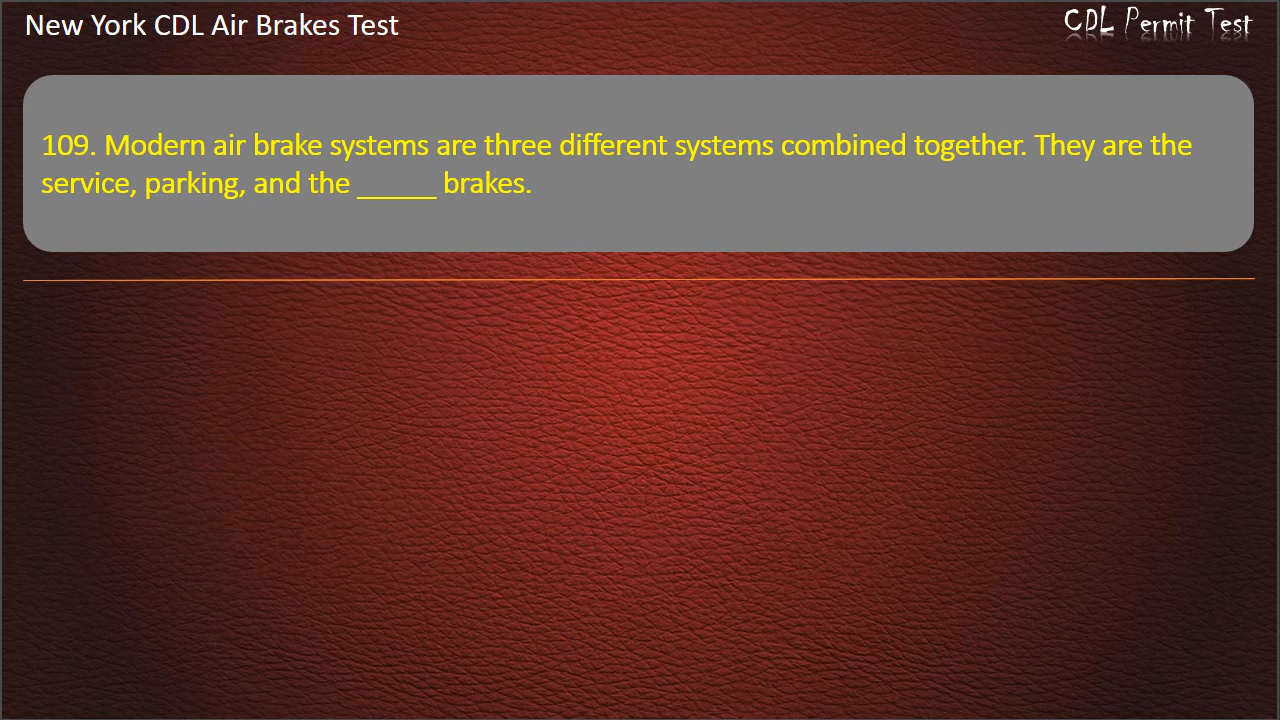 New York CDL Air Brakes Test
CDL Permit Test
109. Modern air brake systems are three different systems combined together. They are the
service, parking, and the _____ brakes.